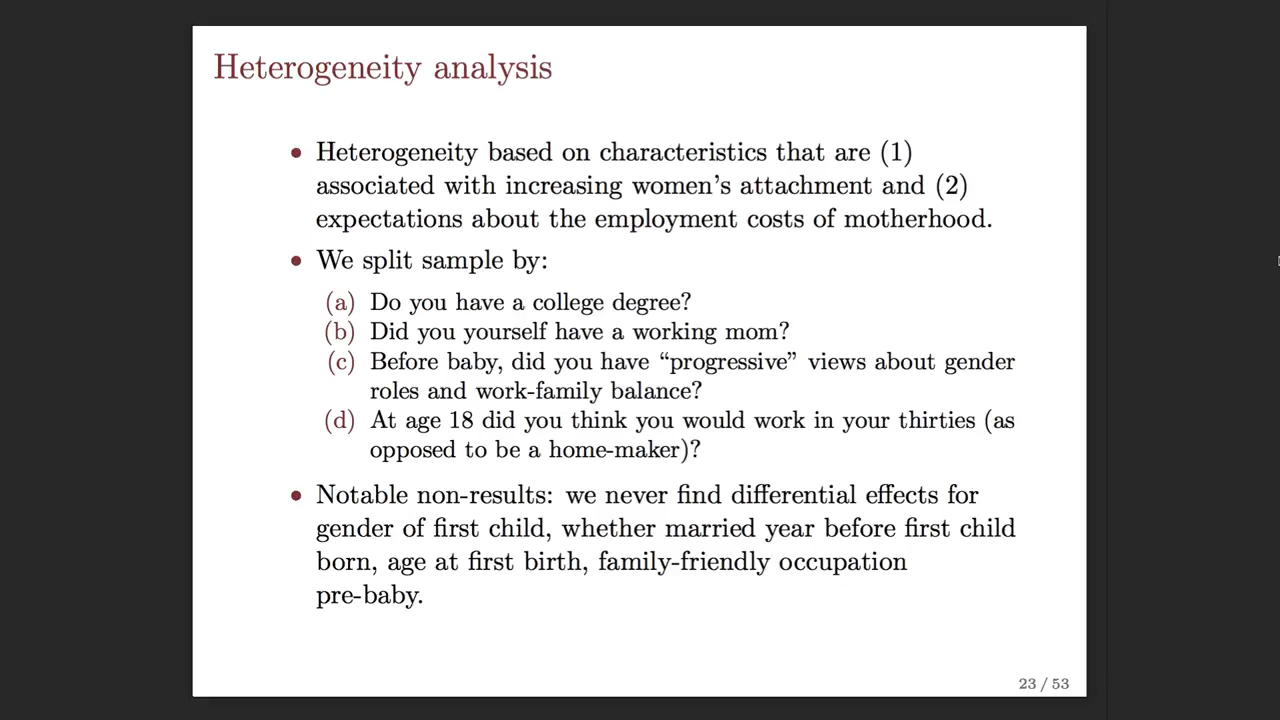 Heterogeneity analysis
• Heterogeneity based on characteristics that are (1)
associated with increasing women's attachment and (2)
expectations about the employment costs of motherhood.
• We split sample by:
(a) Do you have a college degree?
(b) Did you yourself have a working mom?
(c) Before baby, did you have “progressive” views about gender
roles and work-family balance?
(d) At age 18 did you think you would work in your thirties (as
opposed to be a home-maker)?
• Notable non-results: we never find differential effects for
gender of first child, whether married year before first child
born, age at first birth, family-friendly occupation
pre-baby.
23 / 53